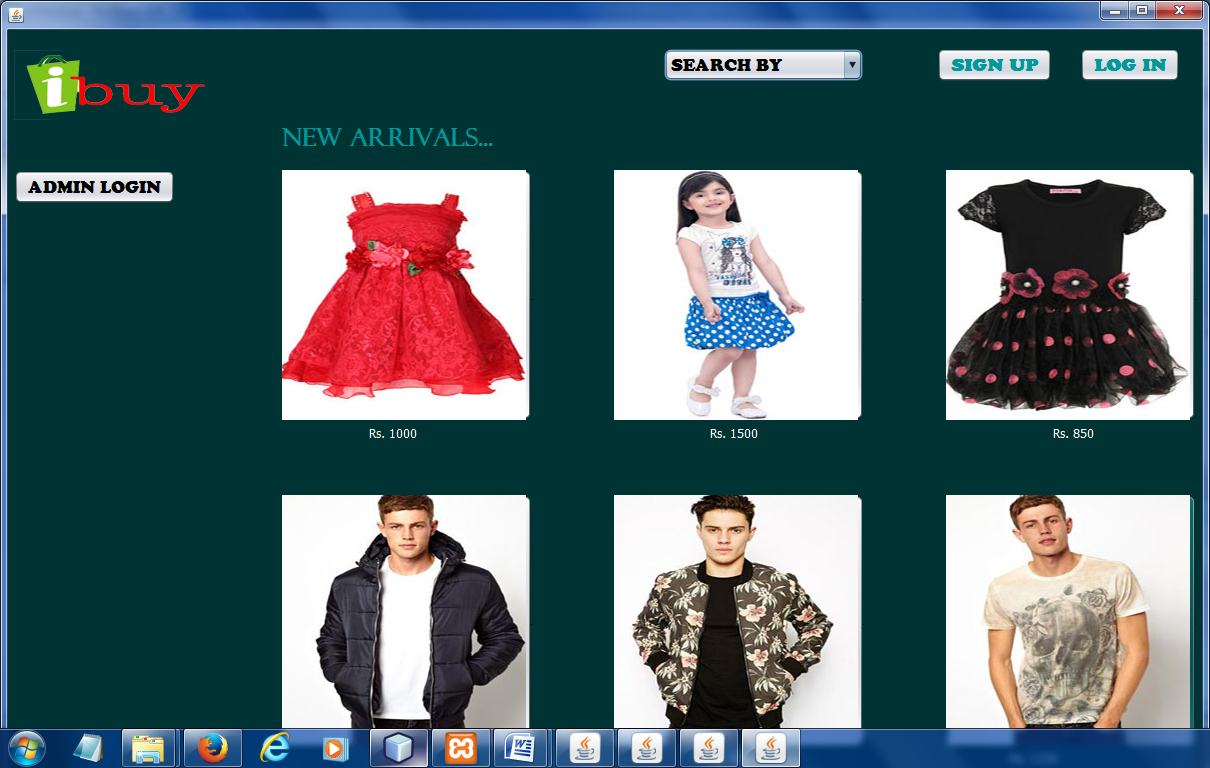 ibuy
SEARCH BY
SIGN UP
LOG IN
NEW ARRIVALS...
ADMIN LOGIN
Rs. 1000
Rs. 1500
Rs. 850